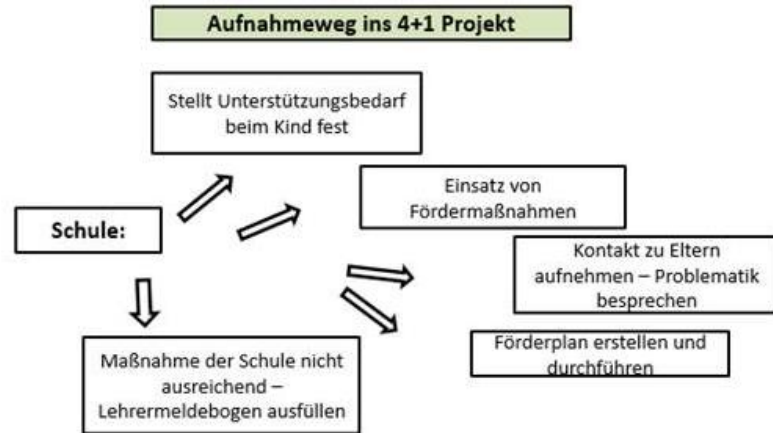 Aufnahmeweg ins 4+1 Projekt
Stellt Unterstützungsbedarf
beim Kind fest
Einsatz von
Fördermaßnahmen
Schule:
Kontakt zu Eltern
aufnehmen – Problematik
besprechen
Förderplan erstellen und
durchführen
Maßnahme der Schule nicht
ausreichend –
Lehrermeldebogen ausfüllen